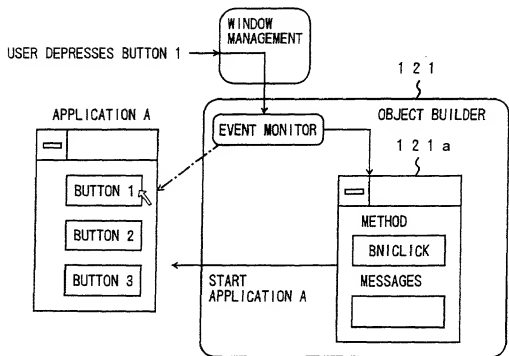 WINDOW
MANAGEMENT
USER DEPRESSES BUTTON 1
121
APPLICATION A
OBJECT BUILDER
EVENT MONITOR
121a
BUTTON 1
METHOD
BUTTON 2
BNICLICK
BUTTON 3
START
APPLICATION A
MESSAGES